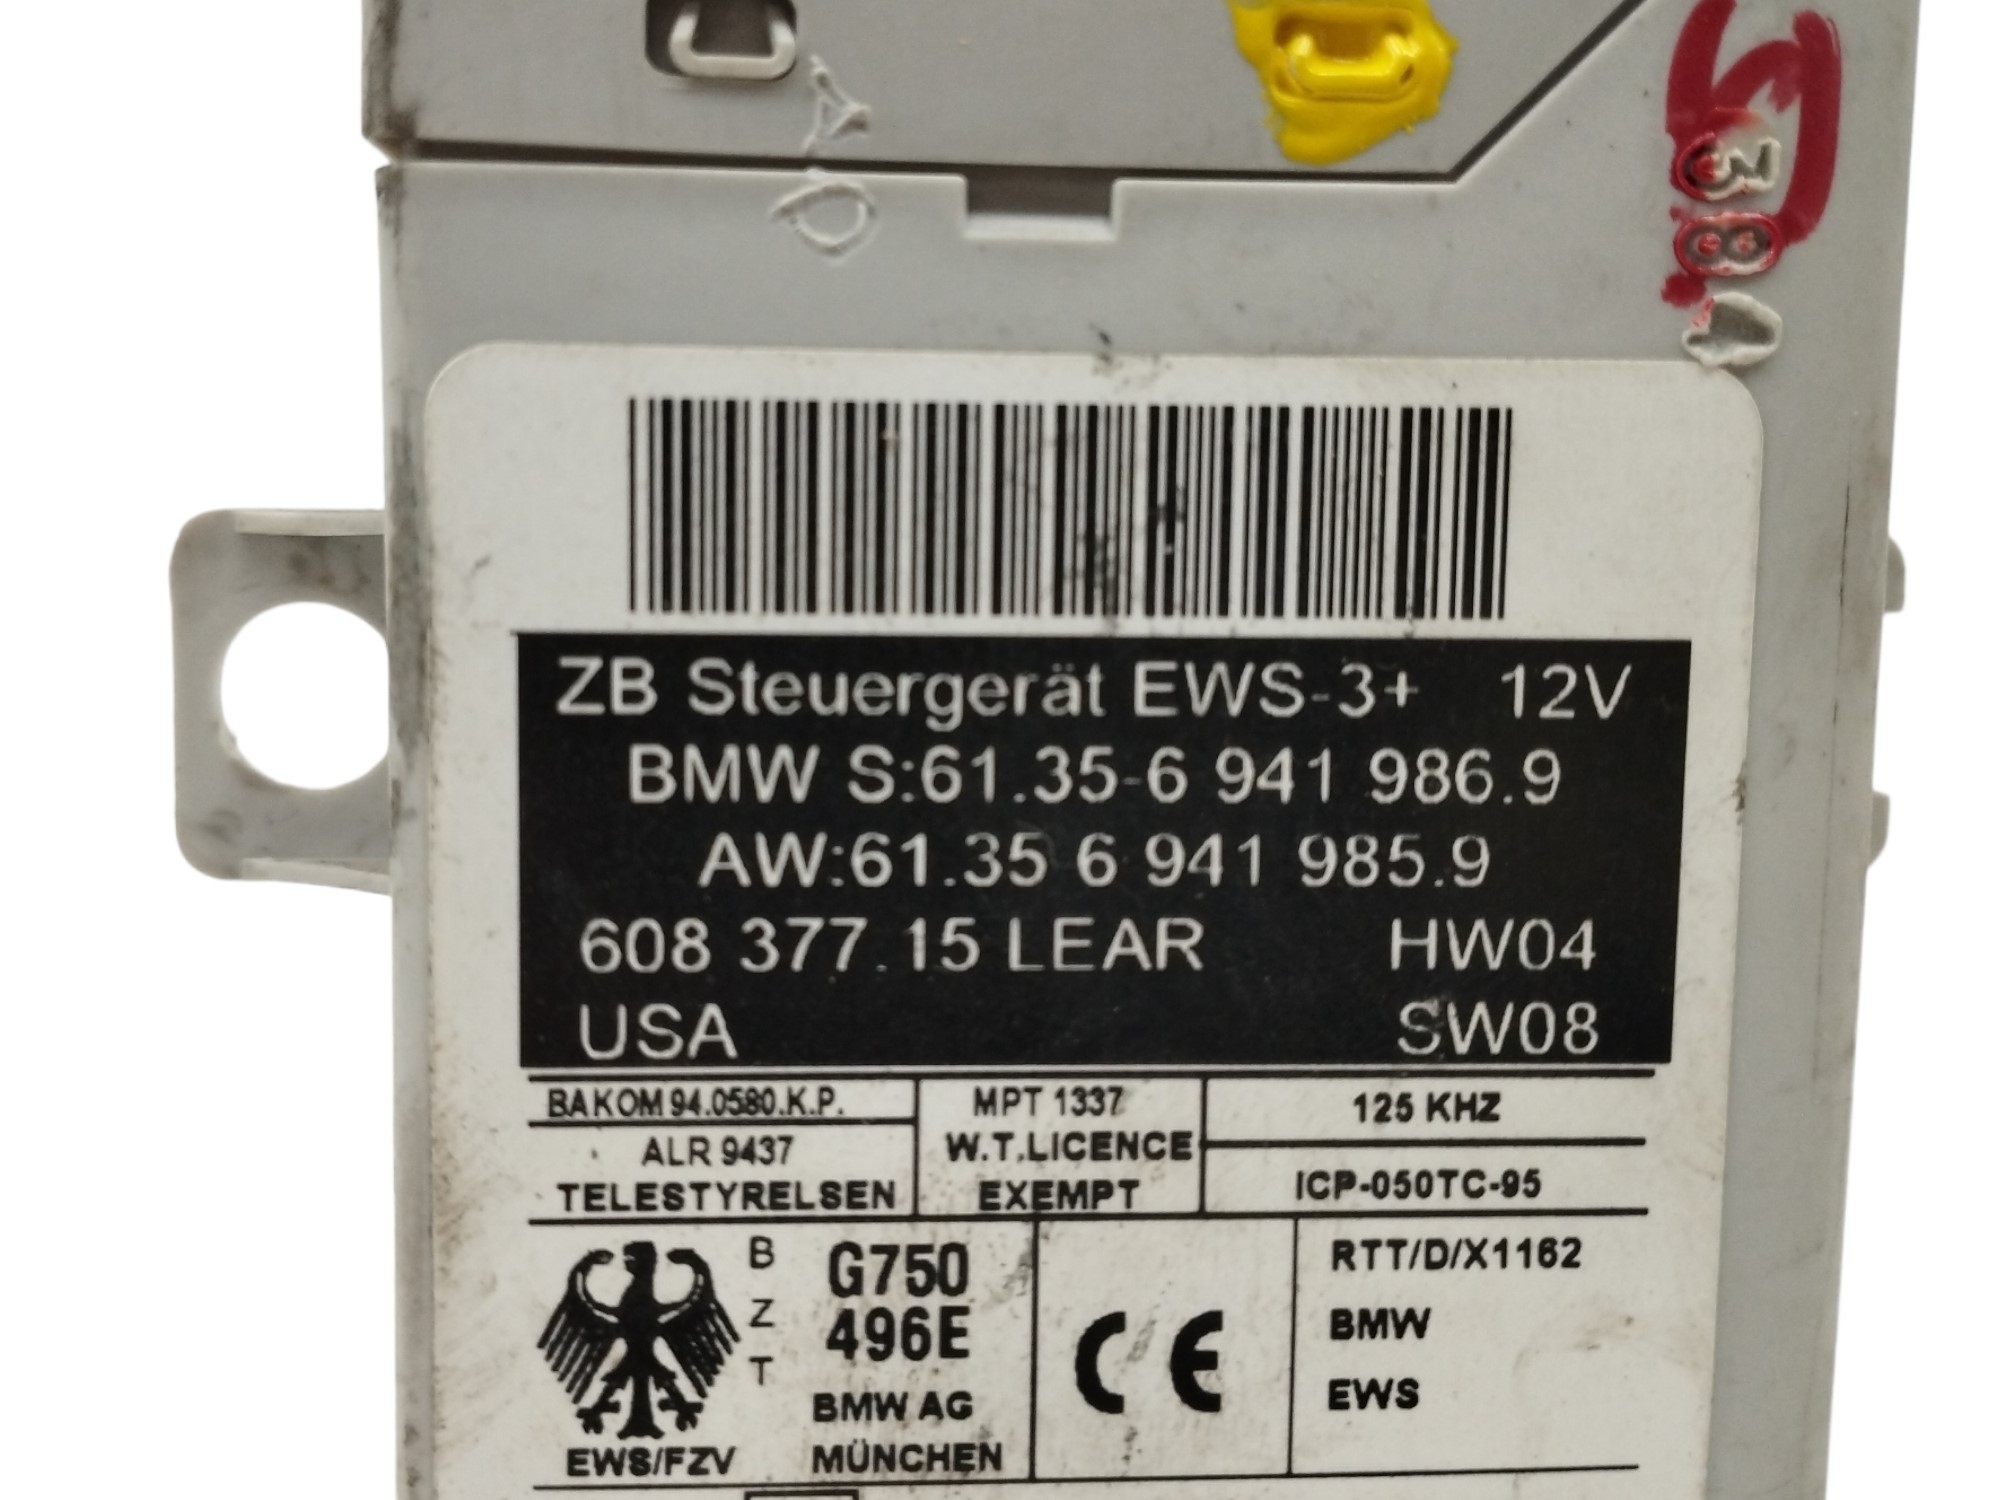 ZB Steuergerät EWS-3+ 12V
BMW S:61.35-6 941 986.9
AW:61.35 6 941 985.9
608 377.15 LEAR HW04
USA SW08
BAKOM 94.0580.K.P.
ALR 9437
TELESTYRELSEN
MPT 1337
W.T.LICENCE
EXEMPT
125 KHZ
ICP-050TC-95
B
Z
T
G750
496E
BMW AG
MÜNCHEN
EWS/FZV
CE
RTT/D/X1162
BMW
EWS